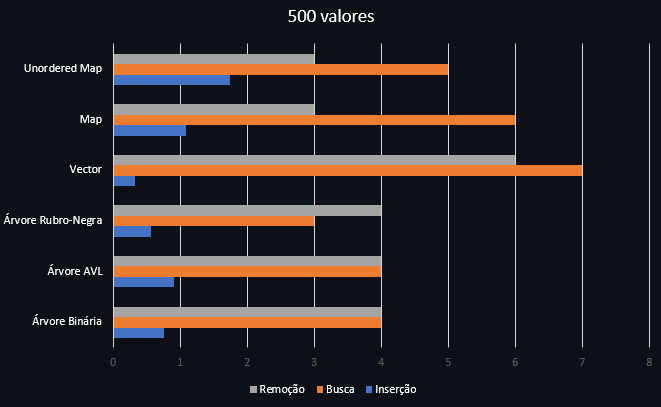 500 valores
Unordered Map
Map
Vector
Árvore Rubro-Negra
Árvore AVL
Árvore Binária
0 1 2 3 4 5 6 7 8
Remoção Busca Inserção